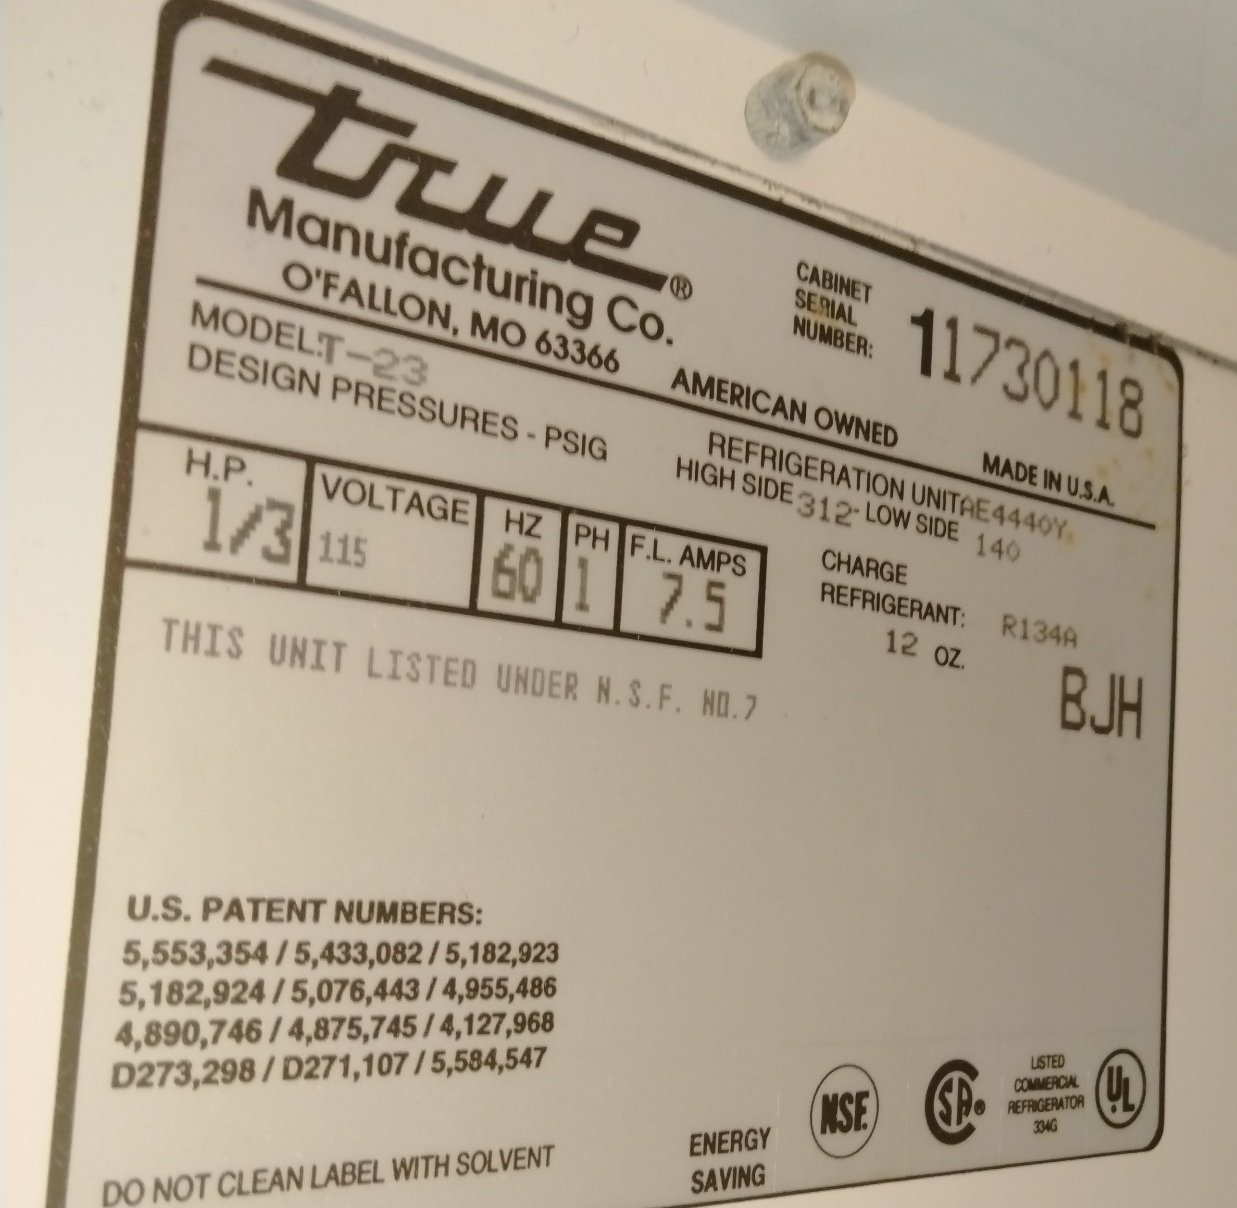 true®
Manufacturing Co.
O'FALLON, MO 63366
AMERICAN OWNED
CABINET
SERIAL
NUMBER: 11730118
MADE IN U.S.A.
MODEL: T-23
DESIGN PRESSURES - PSIG
REFRIGERATION UNIT AE4440Y
HIGH SIDE 312 - LOW SIDE 140
H.P. VOLTAGE HZ PH F.L. AMPS
1/3 115 60 1 7.5
CHARGE
REFRIGERANT: R134A
12 OZ.
BJH
THIS UNIT LISTED UNDER N.S.F. NO.7
U.S. PATENT NUMBERS:
5,553,354 / 5,433,082 / 5,182,923
5,182,924 / 5,076,443 / 4,955,486
4,890,746 / 4,875,745 / 4,127,968
D273,298 / D271,107 / 5,584,547
DO NOT CLEAN LABEL WITH SOLVENT
ENERGY
SAVING
NSF
SA®
LISTED
COMMERCIAL
REFRIGERATOR
334G
UL